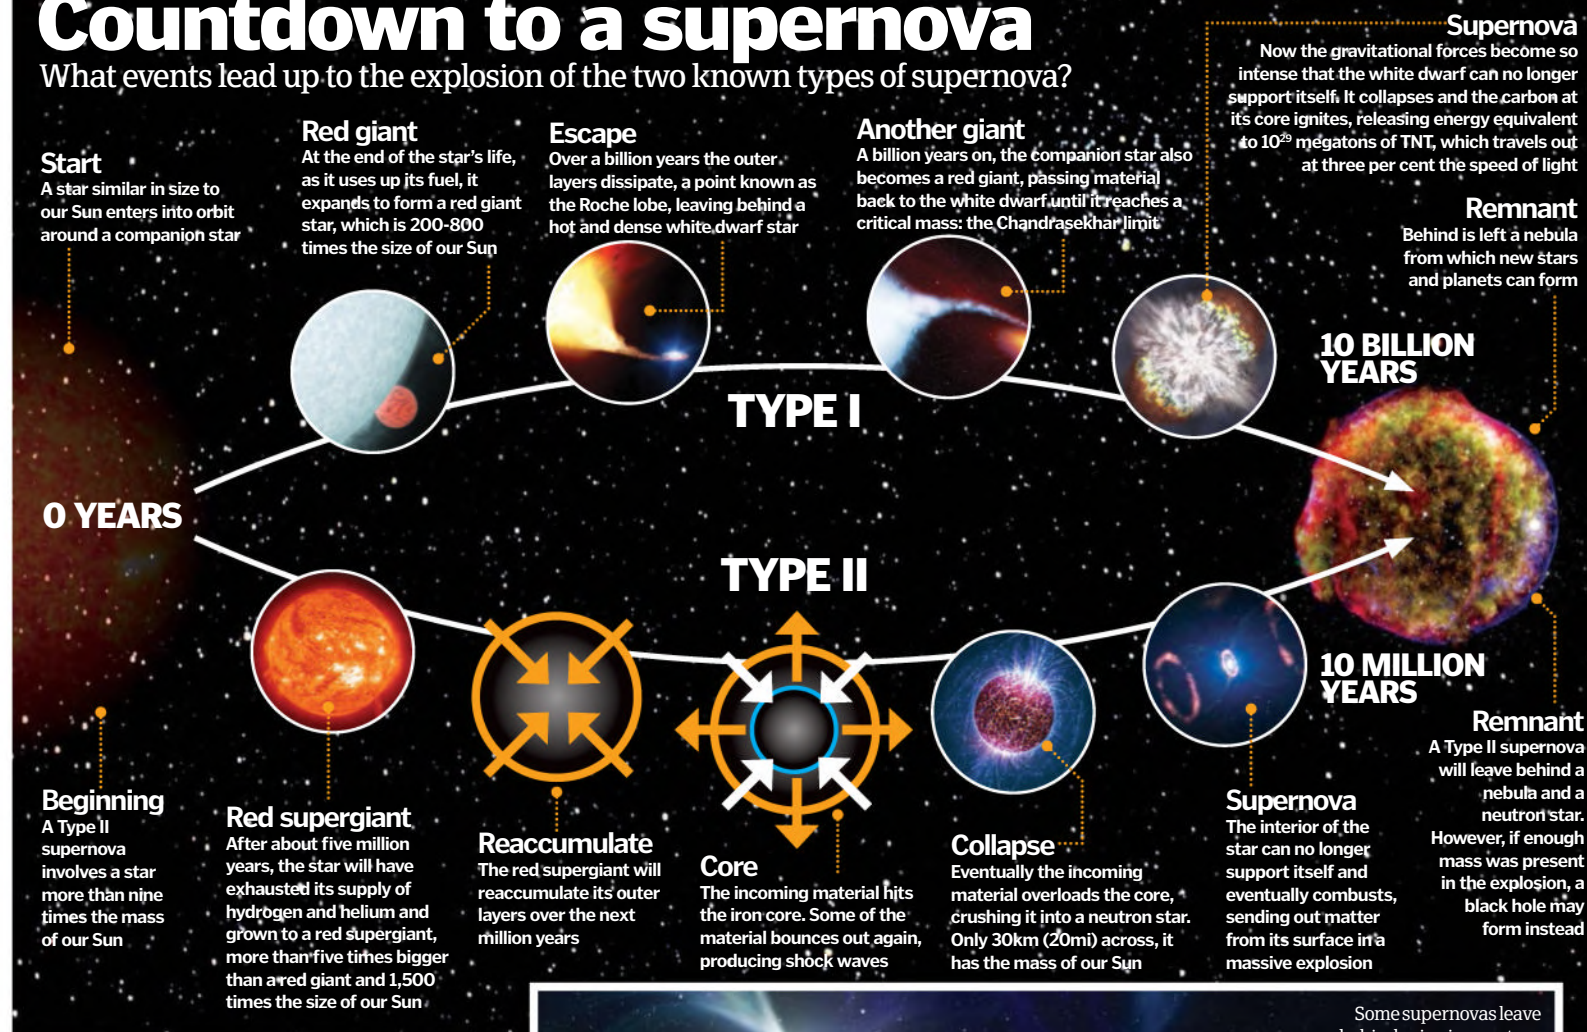 Countdown to a supernova
What events lead up to the explosion of the two known types of supernova?
Start
A star similar in size to
our Sun enters into orbit
around a companion star
Red giant
At the end of the star's life,
as it uses up its fuel, it
expands to form a red giant
star, which is 200-800
times the size of our Sun
Escape
Over a billion years the outer
layers dissipate, a point known as
the Roche lobe, leaving behind a
hot and dense white dwarf star
Another giant
A billion years on, the companion star also
becomes a red giant, passing material
back to the white dwarf until it reaches a
critical mass: the Chandrasekhar limit
Supernova
Now the gravitational forces become so
intense that the white dwarf can no longer
support itself. It collapses and the carbon at
its core ignites, releasing energy equivalent
to 10²⁹ megatons of TNT, which travels out
at three per cent the speed of light
Remnant
Behind is left a nebula
from which new stars
and planets can form
10 BILLION
YEARS
TYPE I
0 YEARS
TYPE II
10 MILLION
YEARS
Beginning
A Type II
supernova
involves a star
more than nine
times the mass
of our Sun
Red supergiant
After about five million
years, the star will have
exhausted its supply of
hydrogen and helium and
grown to a red supergiant,
more than five times bigger
than a red giant and 1,500
times the size of our Sun
Reaccumulate
The red supergiant will
reaccumulate its outer
layers over the next
million years
Core
The incoming material hits
the iron core. Some of the
material bounces out again,
producing shock waves
Collapse
Eventually the incoming
material overloads the core,
crushing it into a neutron star.
Only 30km (20mi) across, it
has the mass of our Sun
Supernova
The interior of the
star can no longer
support itself and
eventually combusts,
sending out matter
from its surface in a
massive explosion
Remnant
A Type II supernova
will leave behind a
nebula and a
neutron star.
However, if enough
mass was present
in the explosion, a
black hole may
form instead
Some supernovas leave